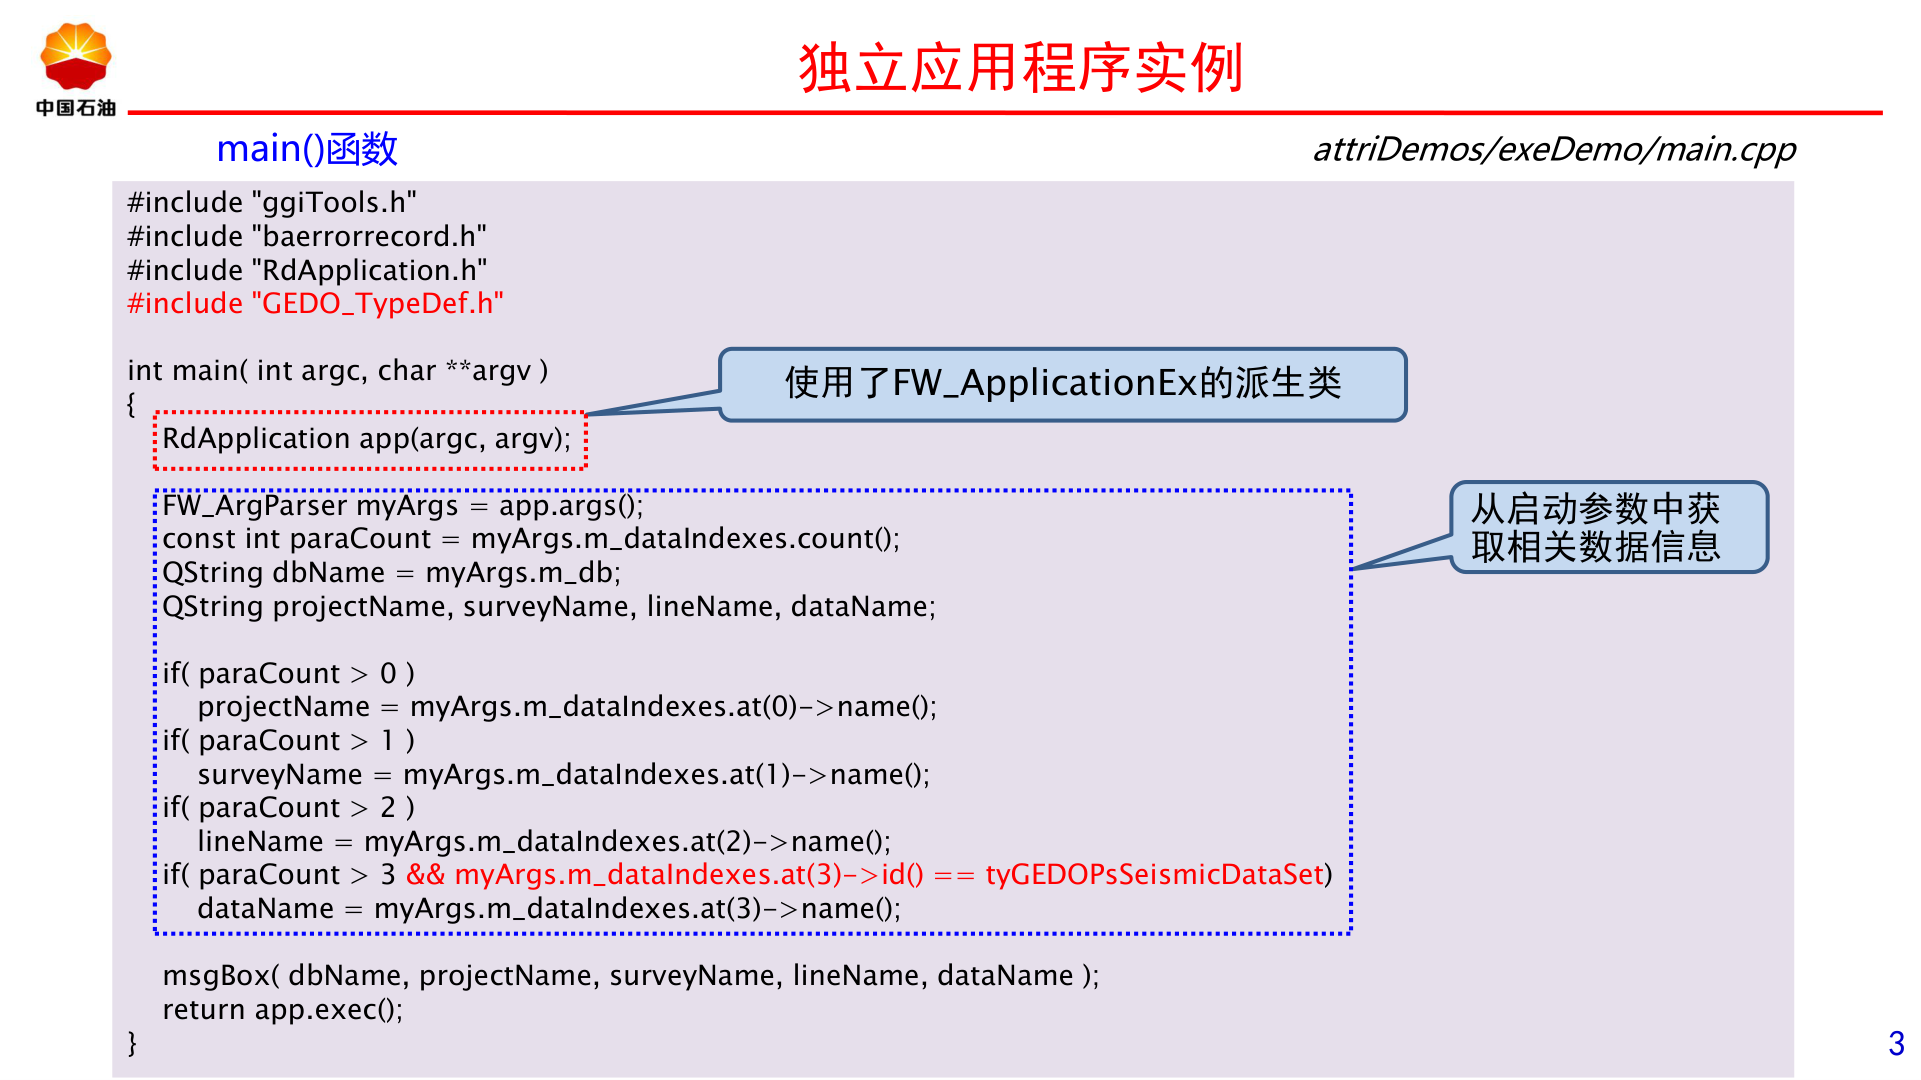 中国石油
独立应用程序实例
main()函数
attriDemos/exeDemo/main.cpp
#include "ggiTools.h"
#include "baerrorrecord.h"
#include "RdApplication.h"
#include "GEDO_TypeDef.h"
int main( int argc, char **argv )
使用了FW_ApplicationEx的派生类
{
RdApplication app(argc, argv);
FW_ArgParser myArgs = app.args();
const int paraCount = myArgs.m_dataIndexes.count();
QString dbName = myArgs.m_db;
QString projectName, surveyName, lineName, dataName;
从启动参数中获
取相关数据信息
if( paraCount > 0 )
projectName = myArgs.m_dataIndexes.at(0)->name();
if( paraCount > 1 )
surveyName = myArgs.m_dataIndexes.at(1)->name();
if( paraCount > 2 )
lineName = myArgs.m_dataIndexes.at(2)->name();
if( paraCount > 3 && myArgs.m_dataIndexes.at(3)->id() == tyGEDOPsSeismicDataSet)
dataName = myArgs.m_dataIndexes.at(3)->name();
msgBox( dbName, projectName, surveyName, lineName, dataName );
return app.exec();
}
3